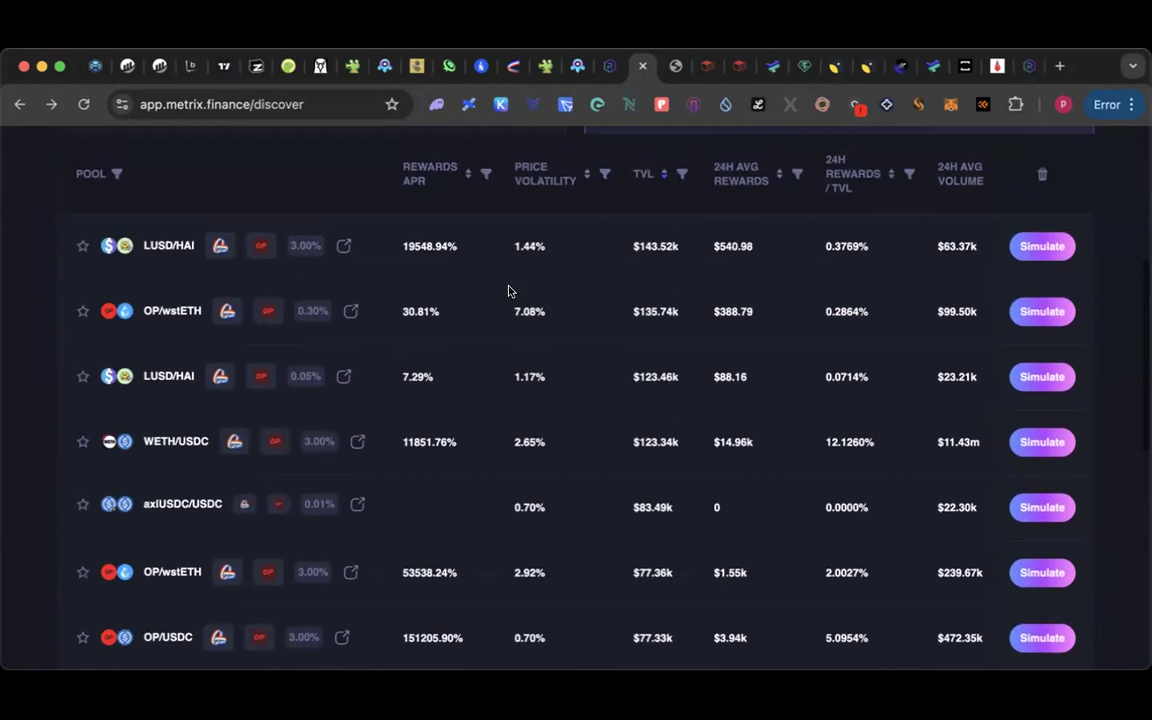 app.metrix.finance/discover
Error
POOL REWARDS APR PRICE VOLATILITY TVL 24H AVG REWARDS 24H REWARDS / TVL 24H AVG VOLUME
LUSD/HAI OP 3.00% 19548.94% 1.44% $143.52k $540.98 0.3769% $63.37k Simulate
OP/wstETH OP 0.30% 30.81% 7.08% $135.74k $388.79 0.2864% $99.50k Simulate
LUSD/HAI OP 0.05% 7.29% 1.17% $123.46k $88.16 0.0714% $23.21k Simulate
WETH/USDC OP 3.00% 11851.76% 2.65% $123.34k $14.96k 12.1260% $11.43m Simulate
axlUSDC/USDC OP 0.01% 0.70% $83.49k 0 0.0000% $22.30k Simulate
OP/wstETH OP 3.00% 53538.24% 2.92% $77.36k $1.55k 2.0027% $239.67k Simulate
OP/USDC OP 3.00% 151205.90% 0.70% $77.33k $3.94k 5.0954% $472.35k Simulate